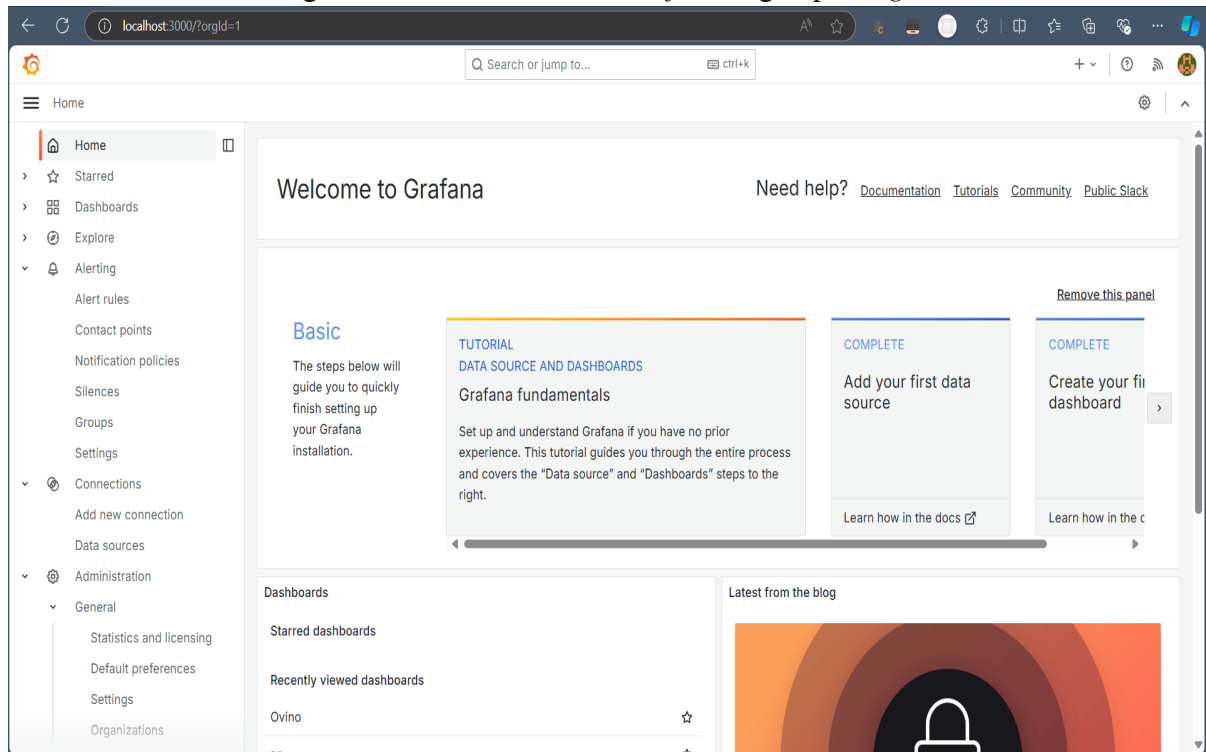 localhost:3000/?orgId=1
Search or jump to...
ctrl+k
Home
Home
Starred
Dashboards
Explore
Alerting
Alert rules
Contact points
Notification policies
Silences
Groups
Settings
Connections
Add new connection
Data sources
Administration
General
Statistics and licensing
Default preferences
Settings
Organizations
Welcome to Grafana
Need help? Documentation Tutorials Community Public Slack
Remove this panel
Basic
The steps below will
guide you to quickly
finish setting up
your Grafana
installation.
TUTORIAL
DATA SOURCE AND DASHBOARDS
Grafana fundamentals
Set up and understand Grafana if you have no prior
experience. This tutorial guides you through the entire process
and covers the “Data source” and “Dashboards” steps to the
right.
COMPLETE
Add your first data
source
Learn how in the docs
COMPLETE
Create your
dashboard
Learn how in the
Dashboards
Starred dashboards
Recently viewed dashboards
Ovino
Latest from the blog